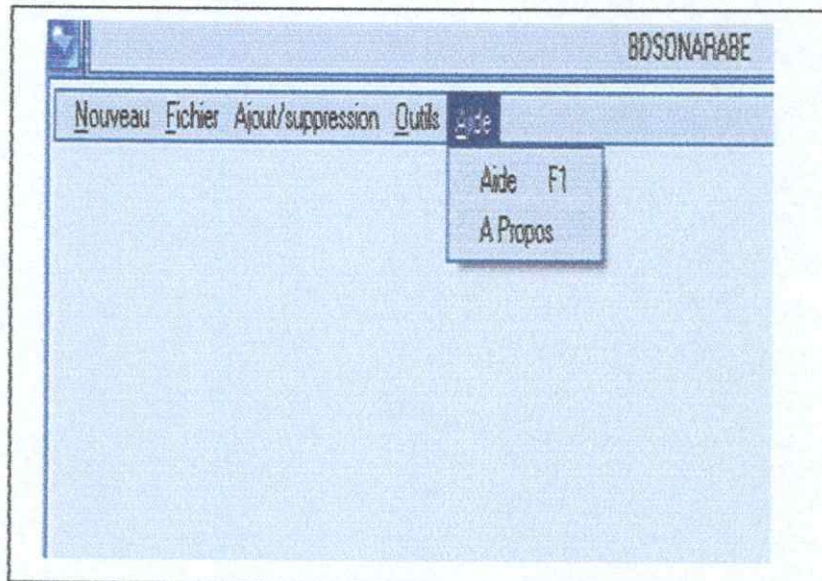 BDSONARABE
Nouveau Fichier Ajout/suppression Outils Aide
Aide F1
A Propos